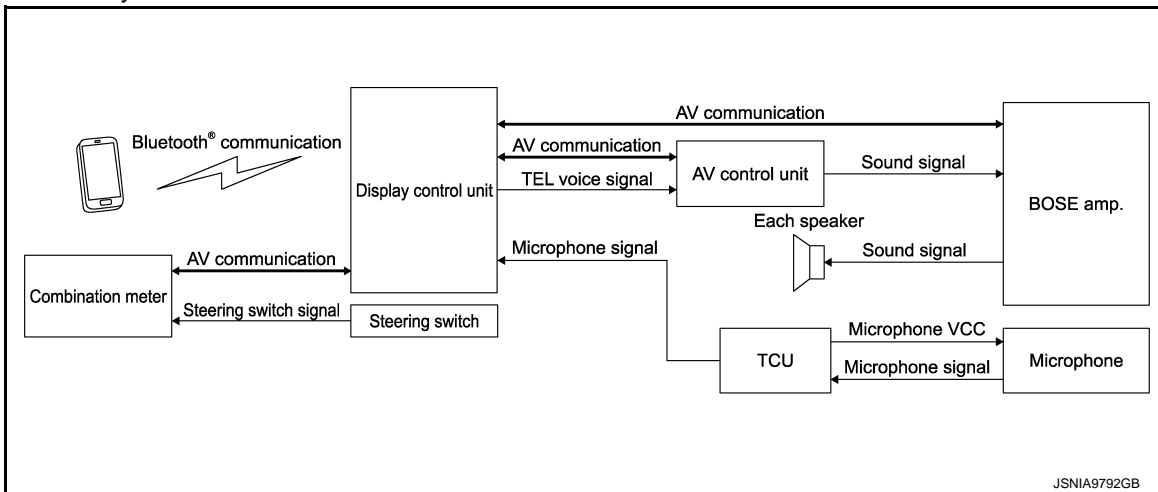 AV communication
Bluetooth® communication
AV communication
Sound signal
Display control unit
TEL voice signal
AV control unit
BOSE amp.
Each speaker
Microphone signal
Sound signal
AV communication
Combination meter
Steering switch signal
Steering switch
Microphone VCC
TCU
Microphone
Microphone signal
JSNIA9792GB